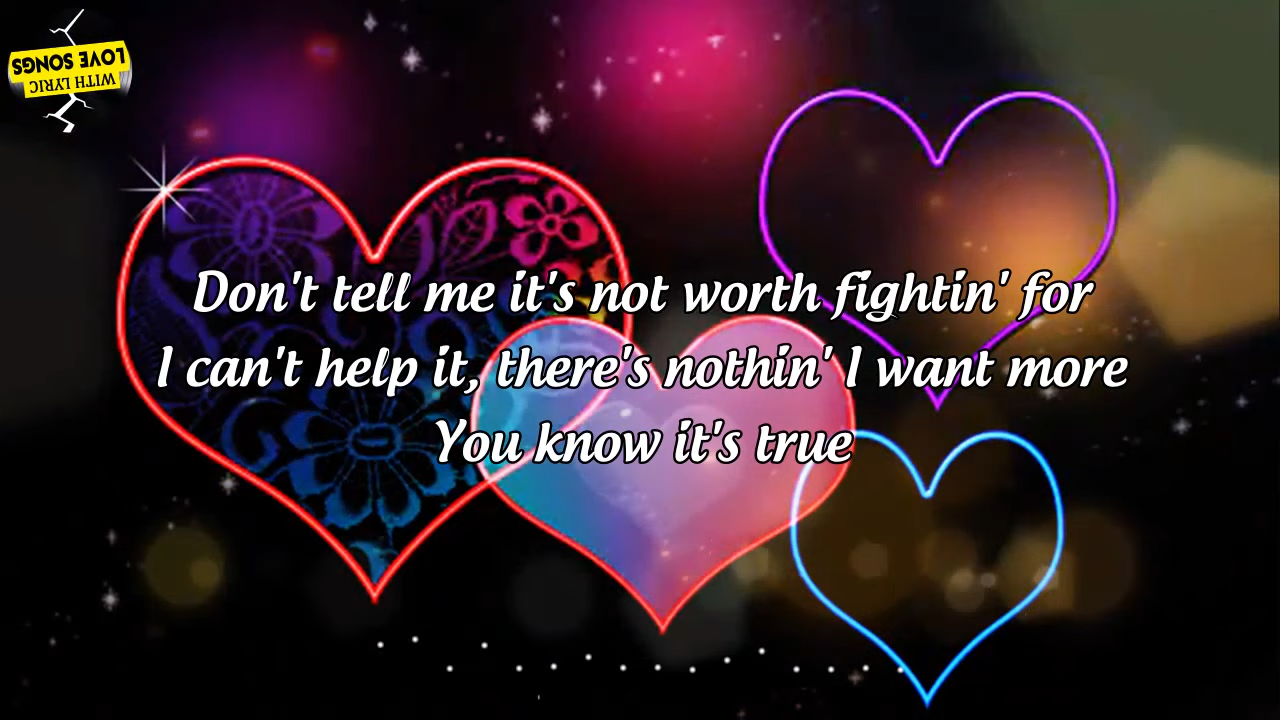 LOVE SONGS
WITH LYRIC
Don't tell me it's not worth fightin' for
I can't help it, there's nothin' I want more
You know it's true